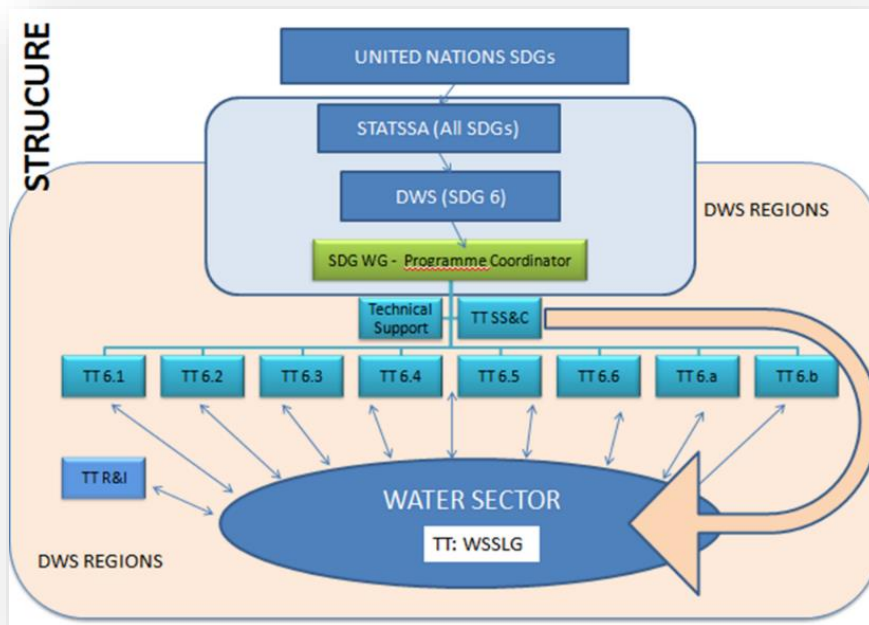 STRUCURE
UNITED NATIONS SDGs
STATSSA (All SDGs)
DWS (SDG 6)
DWS REGIONS
SDG WG - Programme Coordinator
Technical
Support
TT SS&C
TT 6.1
TT 6.2
TT 6.3
TT 6.4
TT 6.5
TT 6.6
TT 6.a
TT 6.b
TT R&I
WATER SECTOR
TT: WSSLG
DWS REGIONS